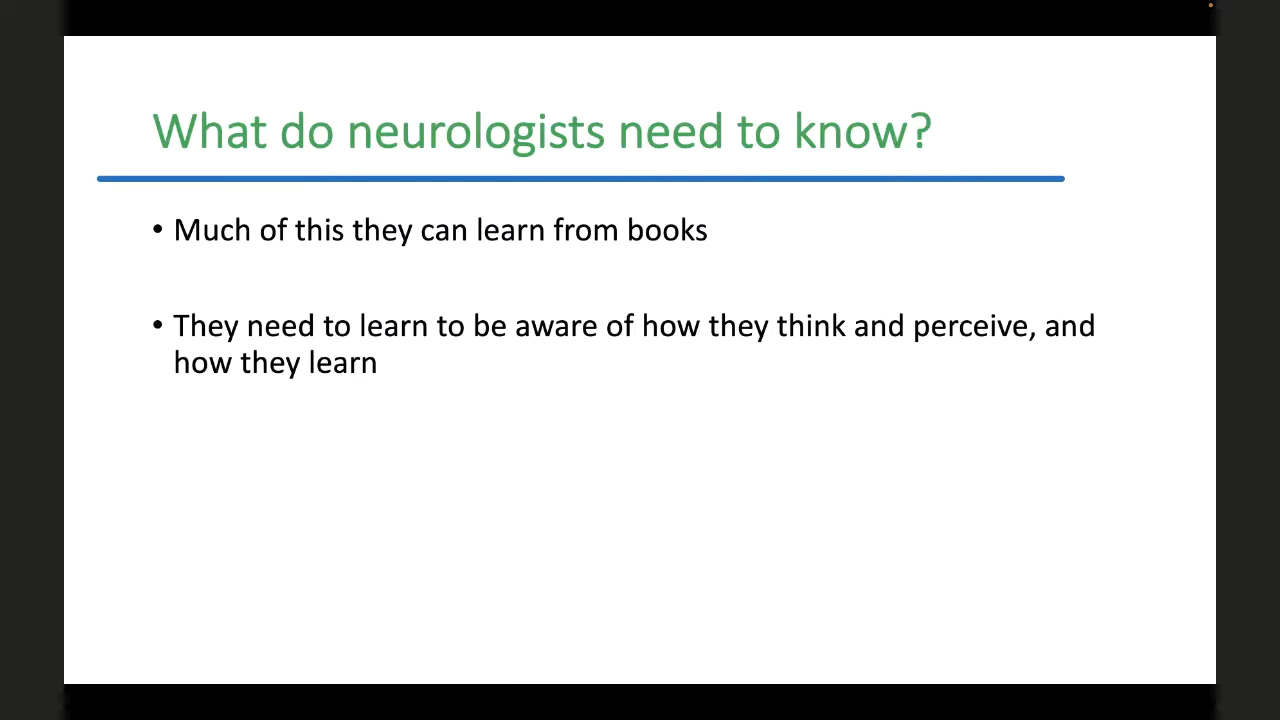 What do neurologists need to know?
• Much of this they can learn from books
• They need to learn to be aware of how they think and perceive, and
how they learn